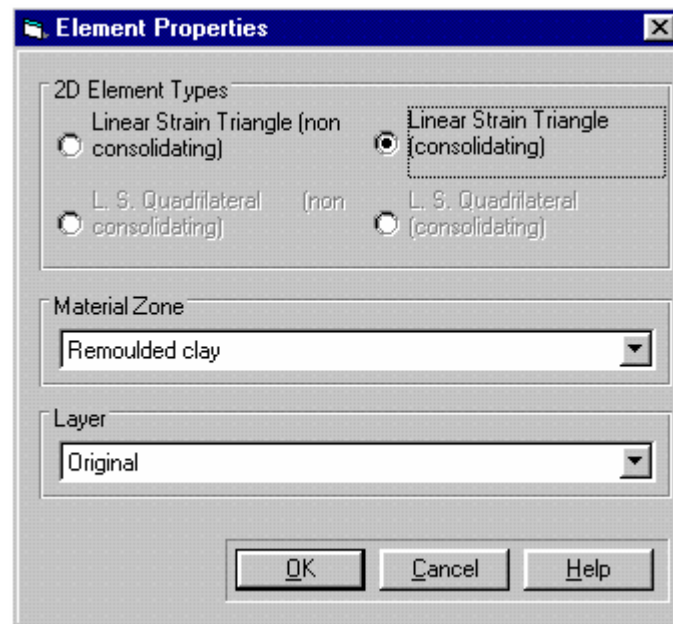 Element Properties
2D Element Types
Linear Strain Triangle (non
consolidating)
Linear Strain Triangle
(consolidating)
L. S. Quadrilateral (non
consolidating)
L. S. Quadrilateral
(consolidating)
Material Zone
Remoulded clay
Layer
Original
OK Cancel Help